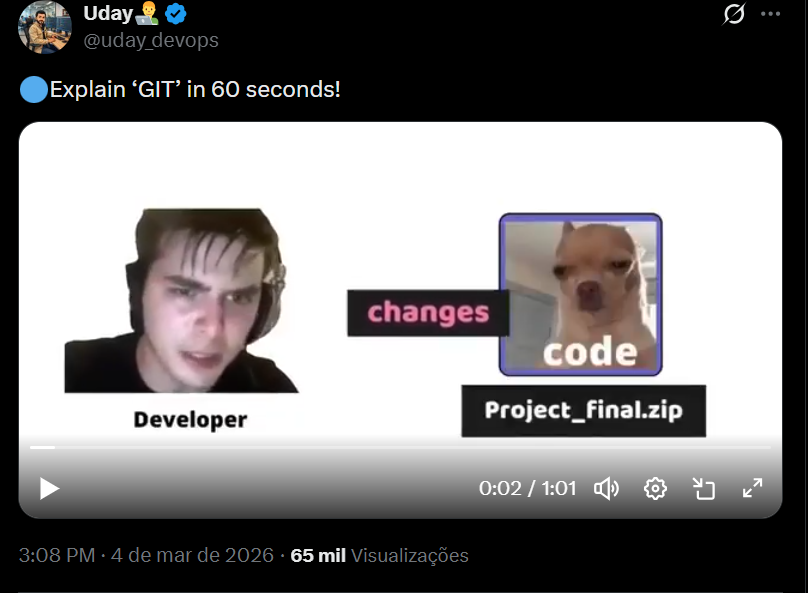 Uday
@uday_devops
Explain ‘GIT’ in 60 seconds!
changes
code
Project_final.zip
Developer
0:02 / 1:01
3:08 PM · 4 de mar de 2026 · 65 mil Visualizações